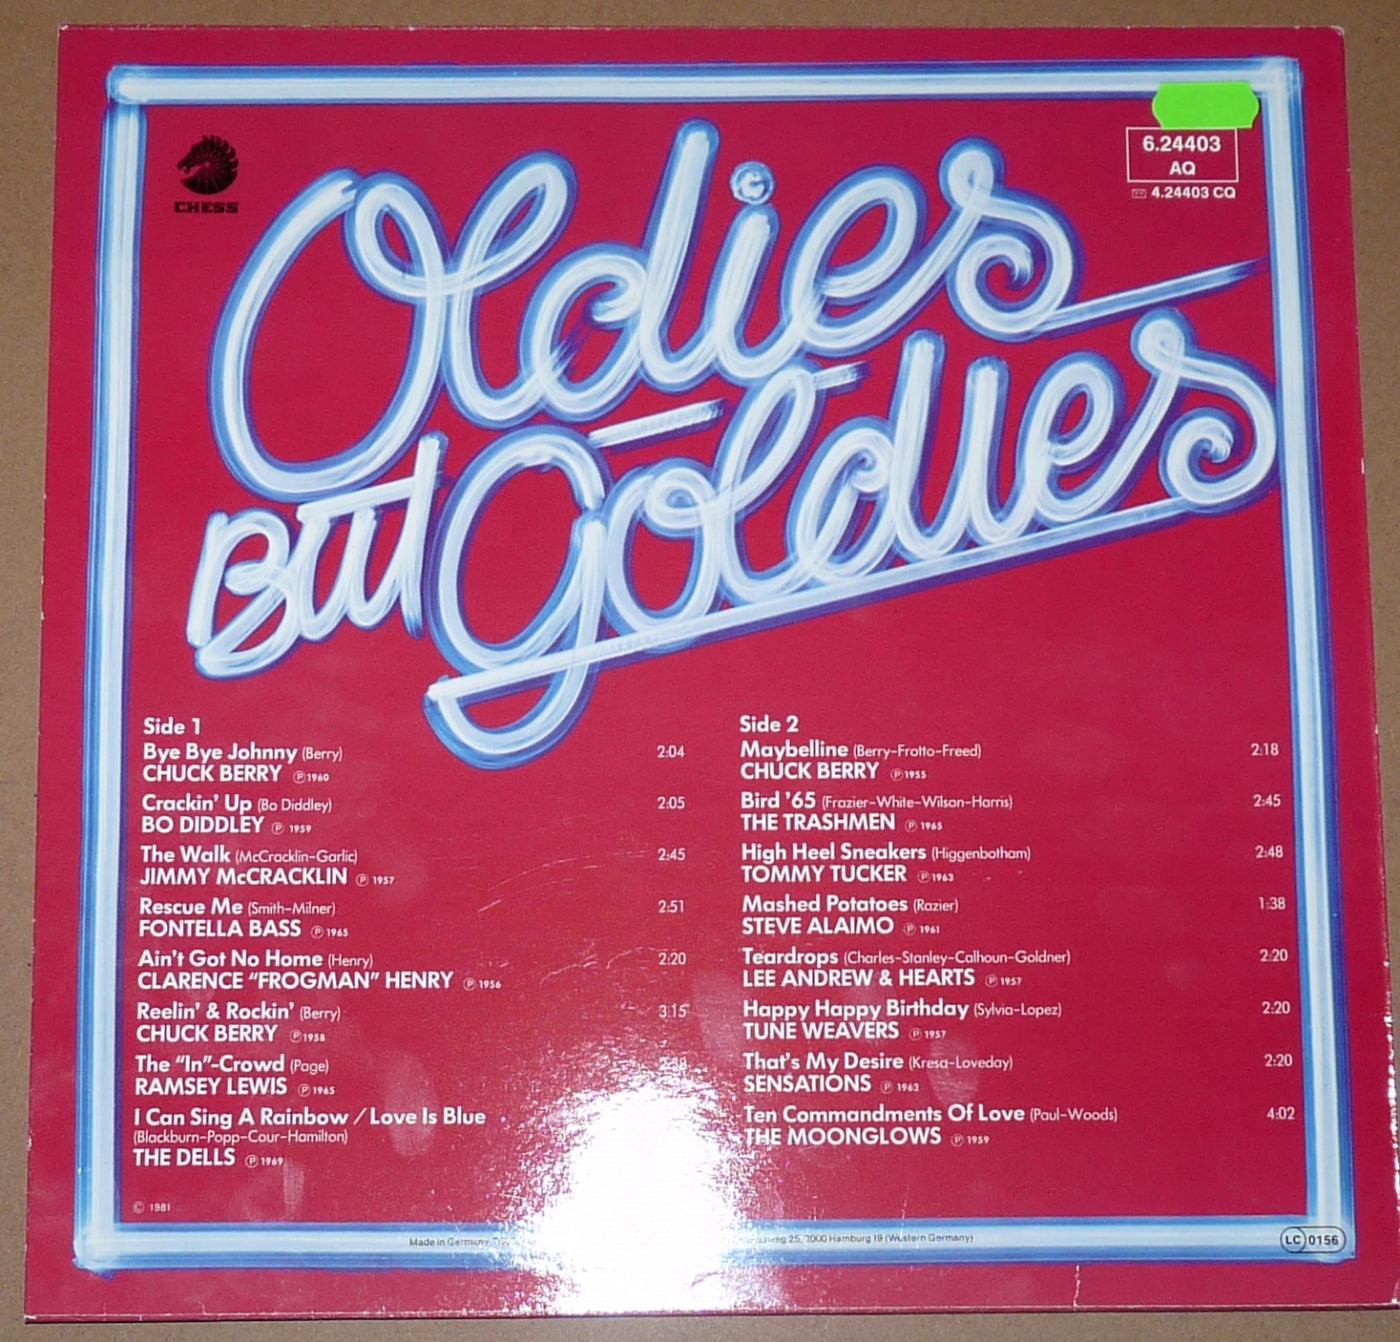 CHESS
6.24403
AQ
4.24403 CQ
Oldies
But Goldies
Side 1
Bye Bye Johnny (Berry) 2:04
CHUCK BERRY Ⓟ 1960
Crackin' Up (Bo Diddley) 2:05
BO DIDDLEY Ⓟ 1959
The Walk (McCracklin-Garlic) 2:45
JIMMY McCRACKLIN Ⓟ 1957
Rescue Me (Smith-Milner) 2:51
FONTELLA BASS Ⓟ 1965
Ain't Got No Home (Henry) 2:20
CLARENCE "FROGMAN" HENRY Ⓟ 1956
Reelin' & Rockin' (Berry) 3:15
CHUCK BERRY Ⓟ 1958
The "In"-Crowd (Page)
RAMSEY LEWIS Ⓟ 1965
I Can Sing A Rainbow / Love Is Blue
(Blackburn-Popp-Cour-Hamilton)
THE DELLS Ⓟ 1969
© 1981
Side 2
Maybelline (Berry-Frotto-Freed) 2:18
CHUCK BERRY Ⓟ 1955
Bird '65 (Frazier-White-Wilson-Harris) 2:45
THE TRASHMEN Ⓟ 1965
High Heel Sneakers (Higgenbotham) 2:48
TOMMY TUCKER Ⓟ 1963
Mashed Potatoes (Razier) 1:38
STEVE ALAIMO Ⓟ 1961
Teardrops (Charles-Stanley-Calhoun-Goldner) 2:20
LEE ANDREW & HEARTS Ⓟ 1957
Happy Happy Birthday (Sylvia-Lopez) 2:20
TUNE WEAVERS Ⓟ 1957
That's My Desire (Kresa-Loveday) 2:20
SENSATIONS Ⓟ 1962
Ten Commandments Of Love (Paul-Woods) 4:02
THE MOONGLOWS Ⓟ 1959
Made in Germany, 25, 2000 Hamburg 19 (Western Germany)
LC 0156